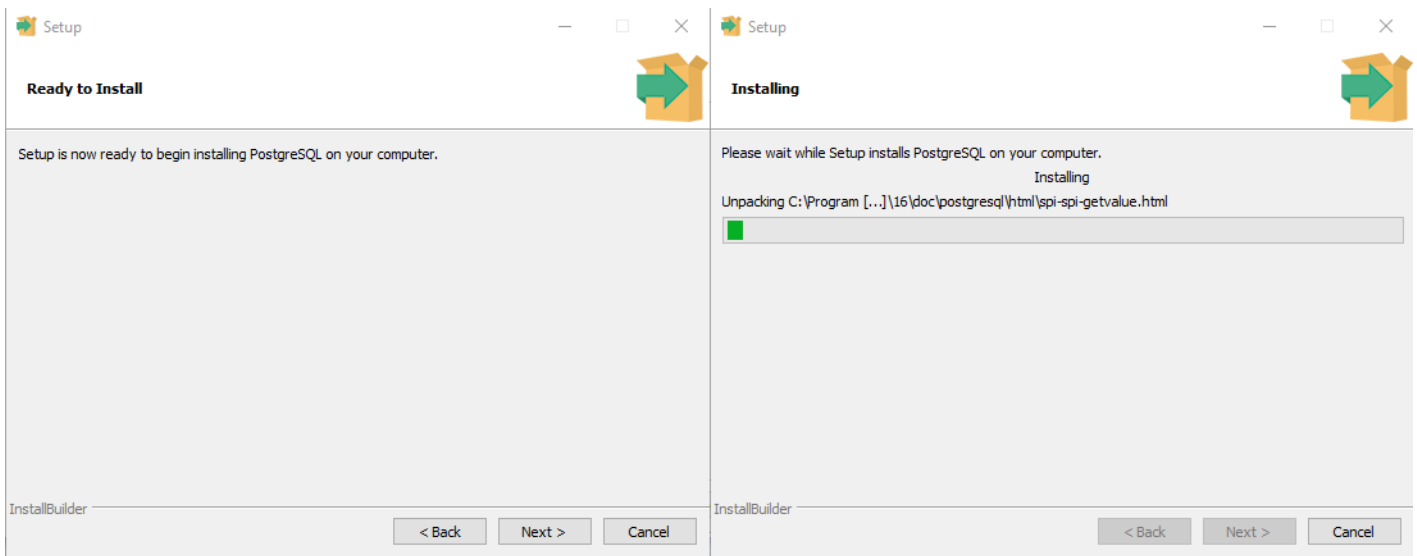 Setup
Ready to Install
Setup is now ready to begin installing PostgreSQL on your computer.
InstallBuilder
< Back
Next >
Cancel
Setup
Installing
Please wait while Setup installs PostgreSQL on your computer.
Installing
Unpacking C:\Program [...]\16\doc\postgresql\html\spi-spi-getvalue.html
InstallBuilder
< Back
Next >
Cancel